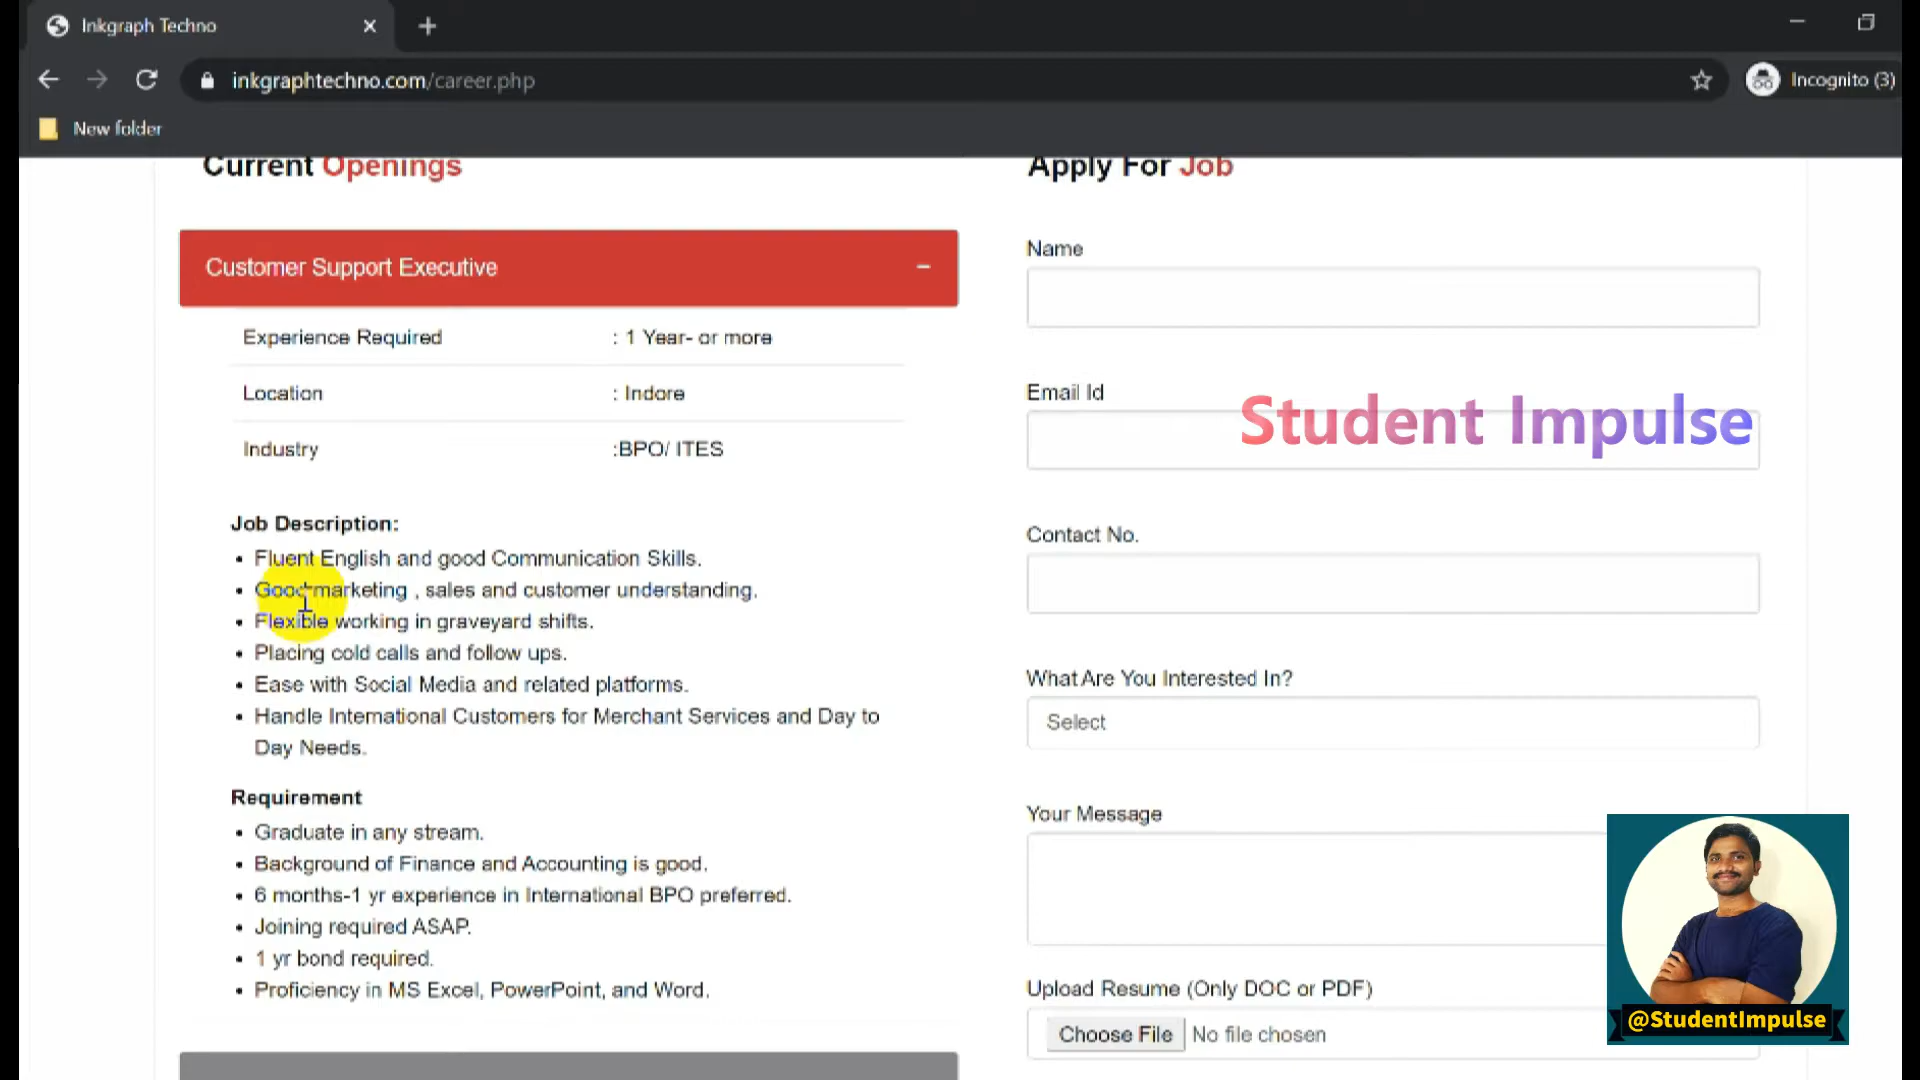 Inkgraph Techno
inkgraphtechno.com/career.php
Incognito (3)
New folder
Current Openings
Customer Support Executive
Experience Required : 1 Year- or more
Location : Indore
Industry :BPO/ ITES
Job Description:
Fluent English and good Communication Skills.
Good marketing , sales and customer understanding.
Flexible working in graveyard shifts.
Placing cold calls and follow ups.
Ease with Social Media and related platforms.
Handle International Customers for Merchant Services and Day to
Day Needs.
Requirement
Graduate in any stream.
Background of Finance and Accounting is good.
6 months-1 yr experience in International BPO preferred.
Joining required ASAP.
1 yr bond required.
Proficiency in MS Excel, PowerPoint, and Word.
Apply For Job
Name
Email Id
Student Impulse
Contact No.
What Are You Interested In?
Select
Your Message
Upload Resume (Only DOC or PDF)
Choose File No file chosen
@StudentImpulse